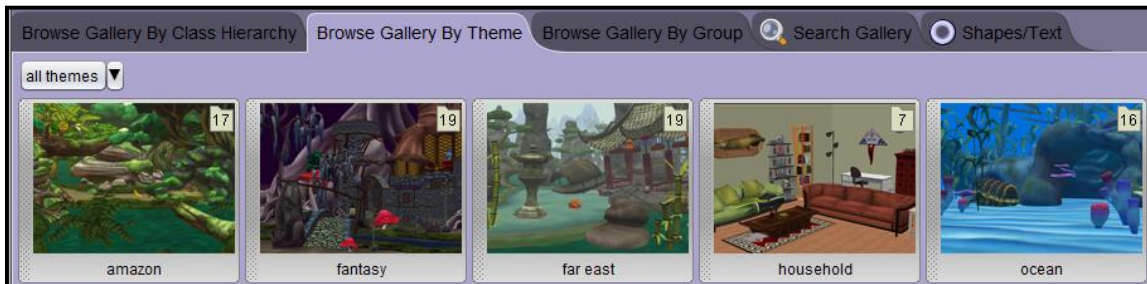 Browse Gallery By Class Hierarchy Browse Gallery By Theme Browse Gallery By Group Search Gallery Shapes/Text
all themes
17 19 19 7 16
amazon fantasy far east household ocean